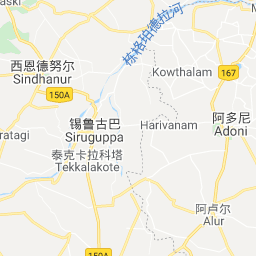 aski
栋格珀德拉河
西恩德努尔
Sindhanur
Kowthalam
167
150A
锡鲁古巴
Siruguppa
ratagi
Harivanam
阿多尼
Adoni
泰克卡拉科塔
Tekkalakote
150A
阿卢尔
Alur